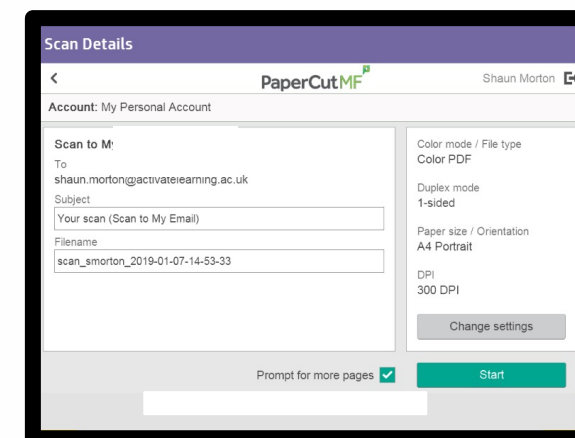 Scan Details
PaperCutMF
Shaun Morton
Account: My Personal Account
Scan to
To
shaun.morton@activatelearning.ac.uk
Subject
Your scan (Scan to My Email)
Filename
scan_smorton_2019-01-07-14-53-33
Color mode / File type
Color PDF
Duplex mode
1-sided
Paper size / Orientation
A4 Portrait
DPI
300 DPI
Change settings
Prompt for more pages
Start